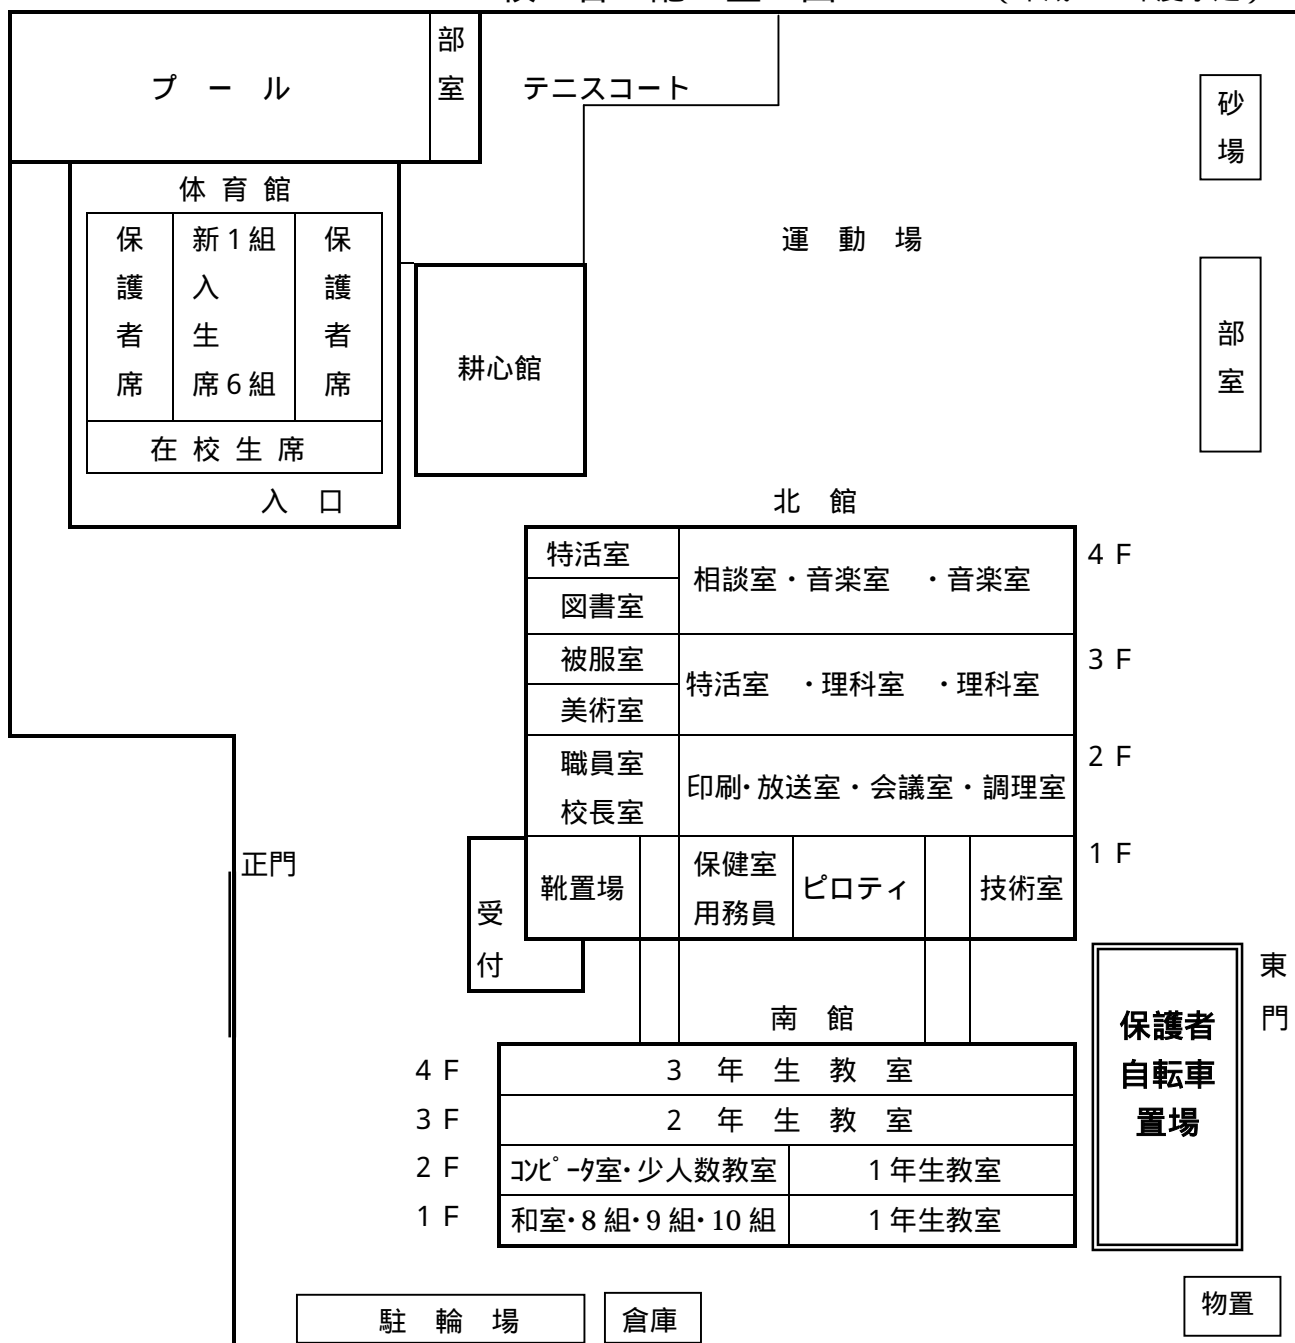 プール
部室
テニスコート
砂場
体育館
保護者席
新1組
入
生
席6組
保護者席
在校生席
入口
耕心館
運動場
部室
北館
特活室
図書室
相談室・音楽室 ・音楽室
4F
被服室
美術室
特活室 ・理科室 ・理科室
3F
職員室
校長室
印刷・放送室・会議室・調理室
2F
正門
受付
靴置場
保健室
用務員
ピロティ
技術室
1F
東門
保護者
自転車
置場
南館
4F
3年生教室
3F
2年生教室
2F
コンピータ室・少人数教室
1年生教室
1F
和室・8組・9組・10組
1年生教室
駐輪場
倉庫
物置